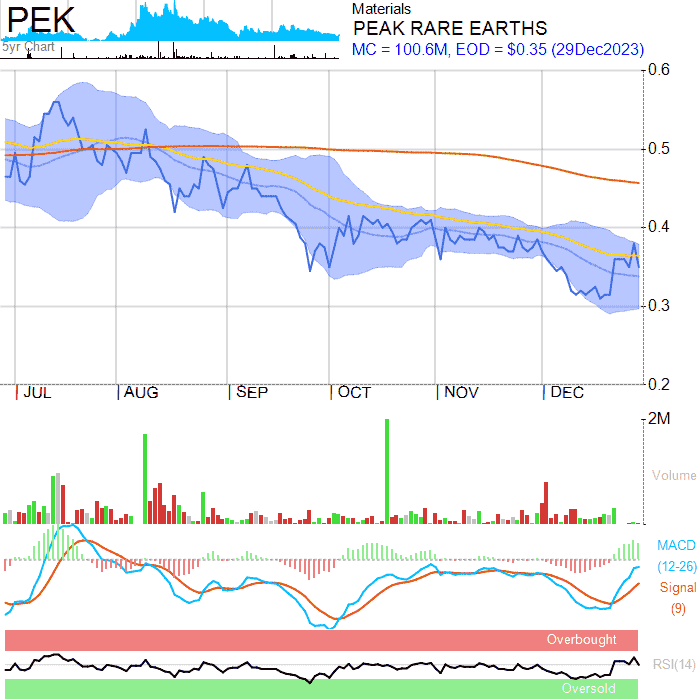 PEK
5yr Chart
Materials
PEAK RARE EARTHS
MC = 100.6M, EOD = $0.35 (29Dec2023)
0.6
0.5
0.4
0.3
0.2
JUL AUG SEP OCT NOV DEC
2M
Volume
MACD
(12-26)
Signal
(9)
Overbought
RSI(14)
Oversold